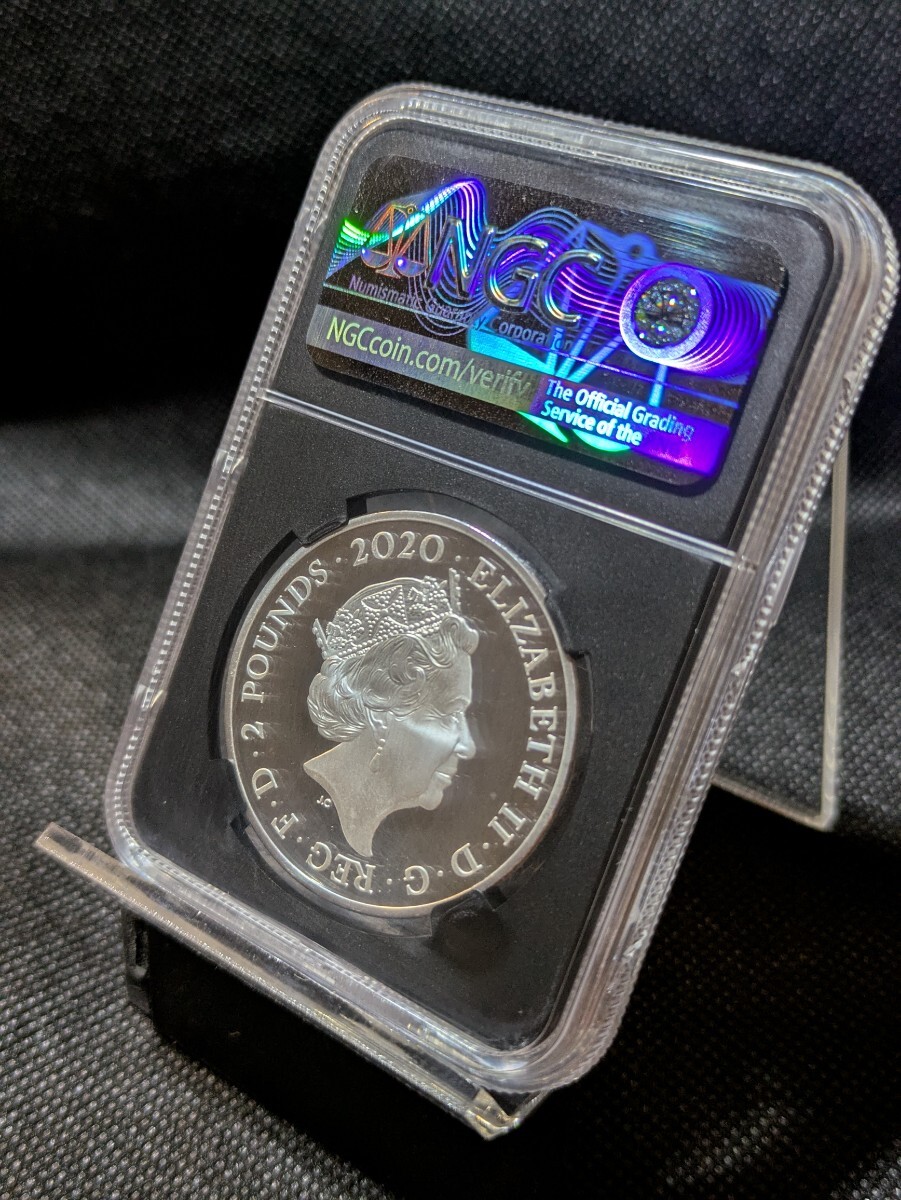 NGC
Numismatic Guaranty Corporation
NGCcoin.com/verify
The Official Grading
Service of the
2 POUNDS · 2020 · ELIZABETH II · D · G · REG · F · D ·
J.C